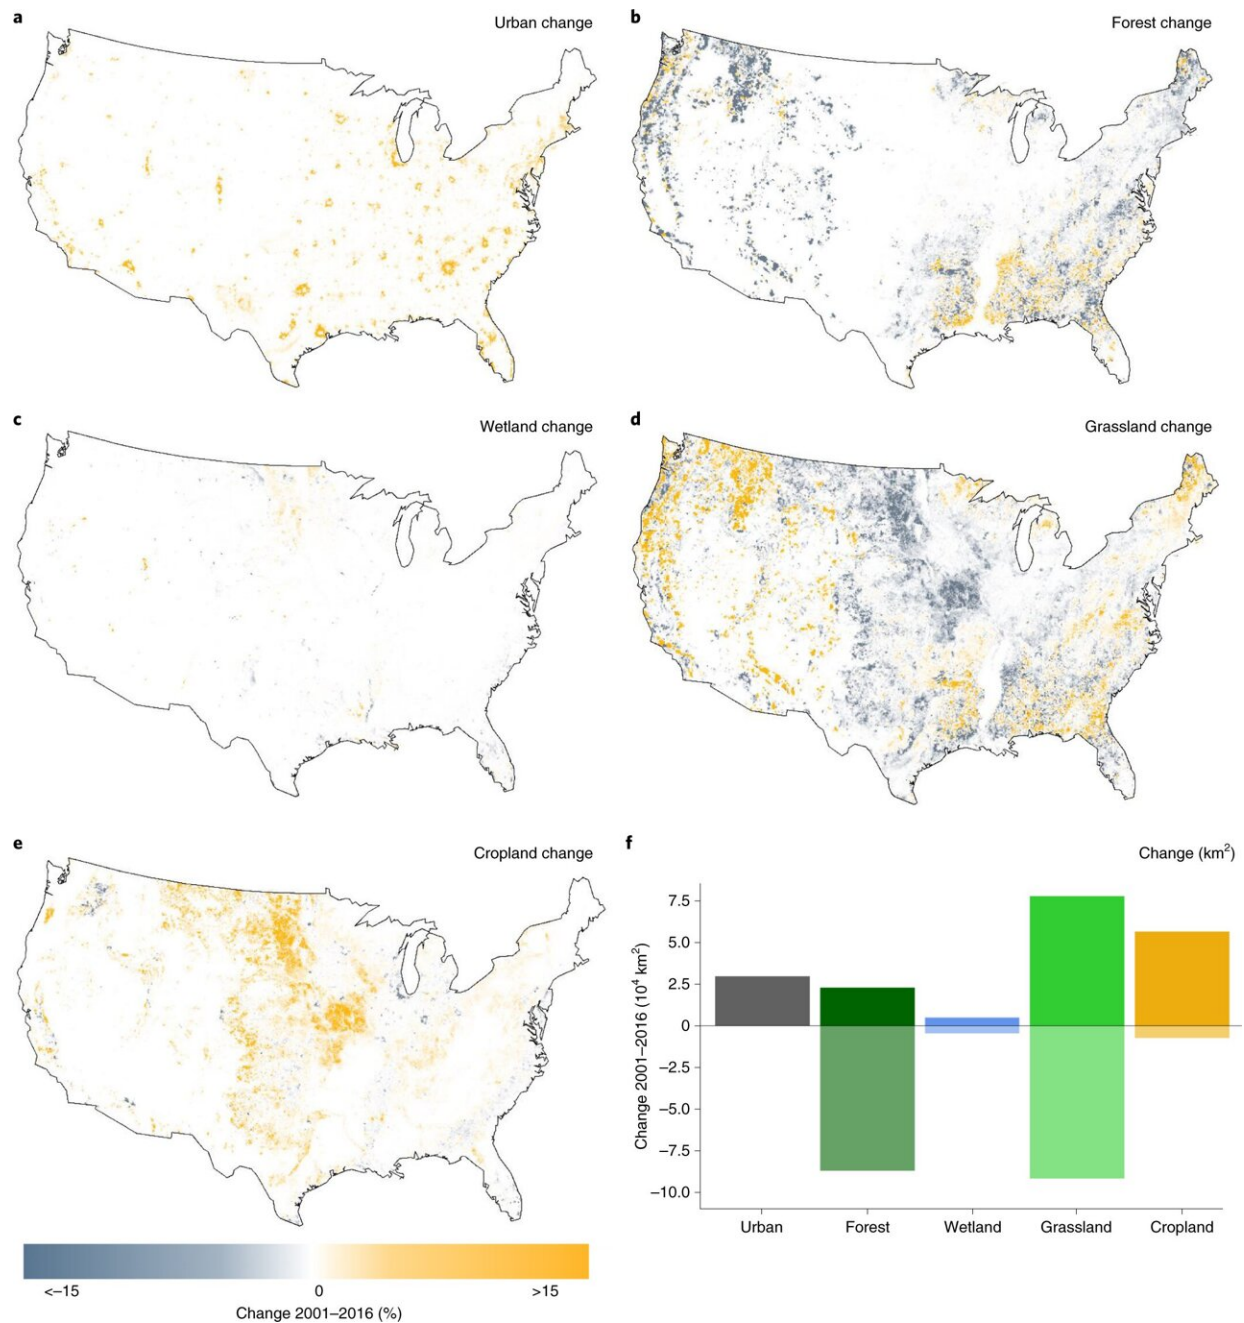 a
Urban change
b
Forest change
c
Wetland change
d
Grassland change
e
Cropland change
<–15
0
>15
Change 2001–2016 (%)
f
Change (km²)
Change 2001–2016 (10⁴ km²)
7.5
5.0
2.5
0
–2.5
–5.0
–7.5
–10.0
Urban
Forest
Wetland
Grassland
Cropland